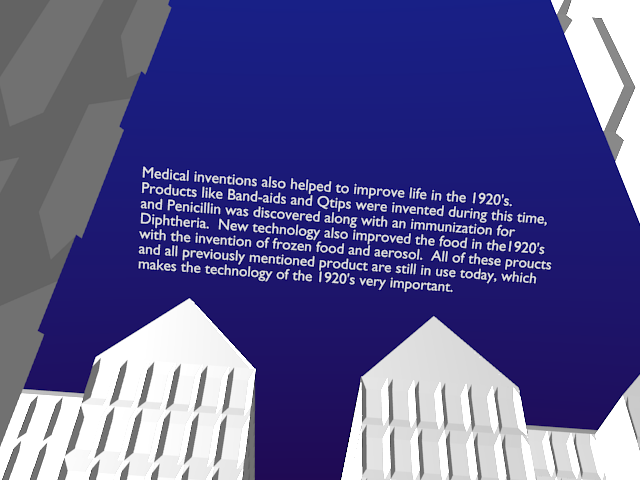 Medical inventions also helped to improve life in the 1920's.
Products like Band-aids and Qtips were invented during this time,
and Penicillin was discovered along with an immunization for
Diphtheria.  New technology also improved the food in the1920's
with the invention of frozen food and aerosol.  All of these proucts
and all previously mentioned product are still in use today, which
makes the technology of the 1920's very important.